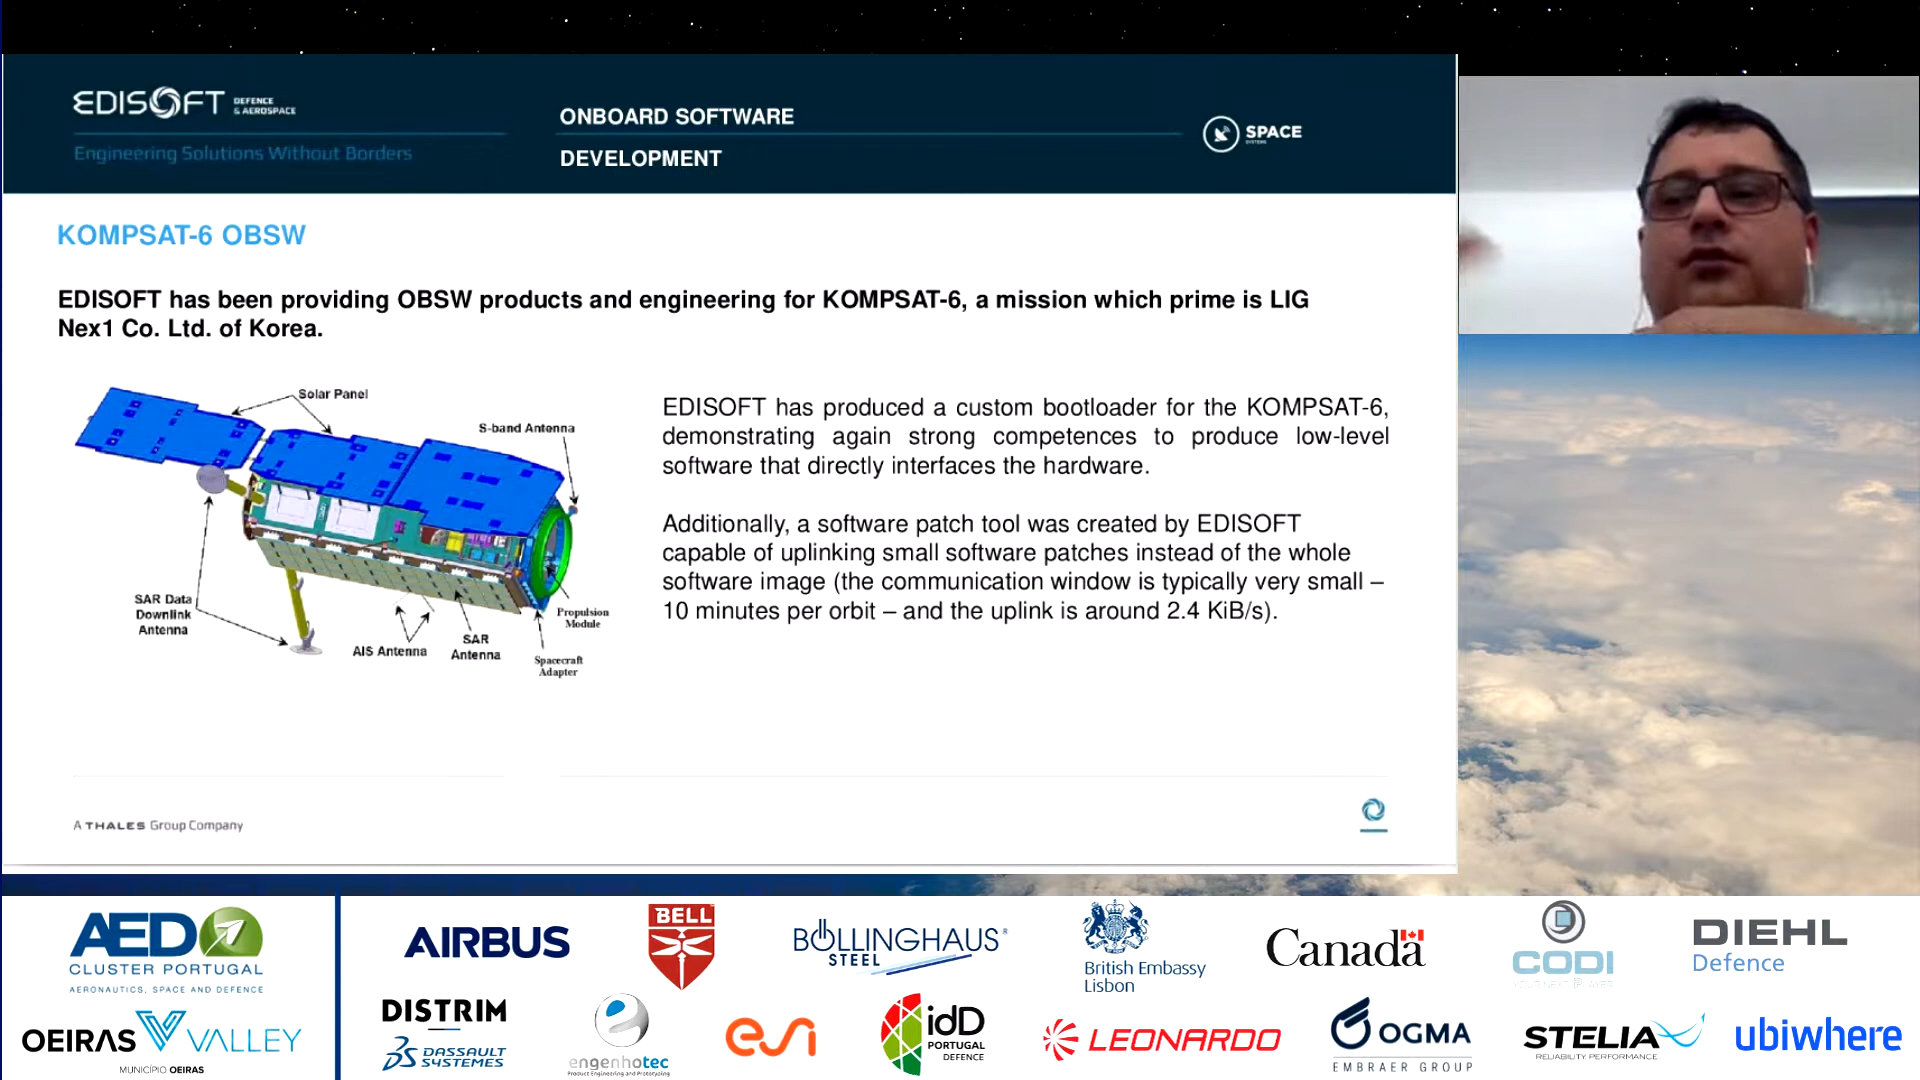 EDISOFT DEFENCE & AEROSPACE
Engineering Solutions Without Borders
ONBOARD SOFTWARE
DEVELOPMENT
SPACE
SYSTEMS
KOMPSAT-6 OBSW
EDISOFT has been providing OBSW products and engineering for KOMPSAT-6, a mission which prime is LIG
Nex1 Co. Ltd. of Korea.
Solar Panel
S-band Antenna
SAR Data
Downlink
Antenna
AIS Antenna
SAR
Antenna
Propulsion
Module
Spacecraft
Adapter
EDISOFT has produced a custom bootloader for the KOMPSAT-6,
demonstrating again strong competences to produce low-level
software that directly interfaces the hardware.
Additionally, a software patch tool was created by EDISOFT
capable of uplinking small software patches instead of the whole
software image (the communication window is typically very small –
10 minutes per orbit – and the uplink is around 2.4 KiB/s).
A THALES Group Company
AED
CLUSTER PORTUGAL
AERONAUTICS, SPACE AND DEFENCE
OEIRAS VALLEY
MUNICÍPIO OEIRAS
AIRBUS
BELL
BÖLLINGHAUS®
STEEL
British Embassy
Lisbon
Canada
CODI
YOUR NEXT PLAYER
DIEHL
Defence
DISTRIM
DASSAULT
SYSTEMES
engenhotec
Product Engineering and Prototyping
esi
idD
PORTUGAL
DEFENCE
LEONARDO
OGMA
EMBRAER GROUP
STELIA
RELIABILITY. PERFORMANCE
ubiwhere